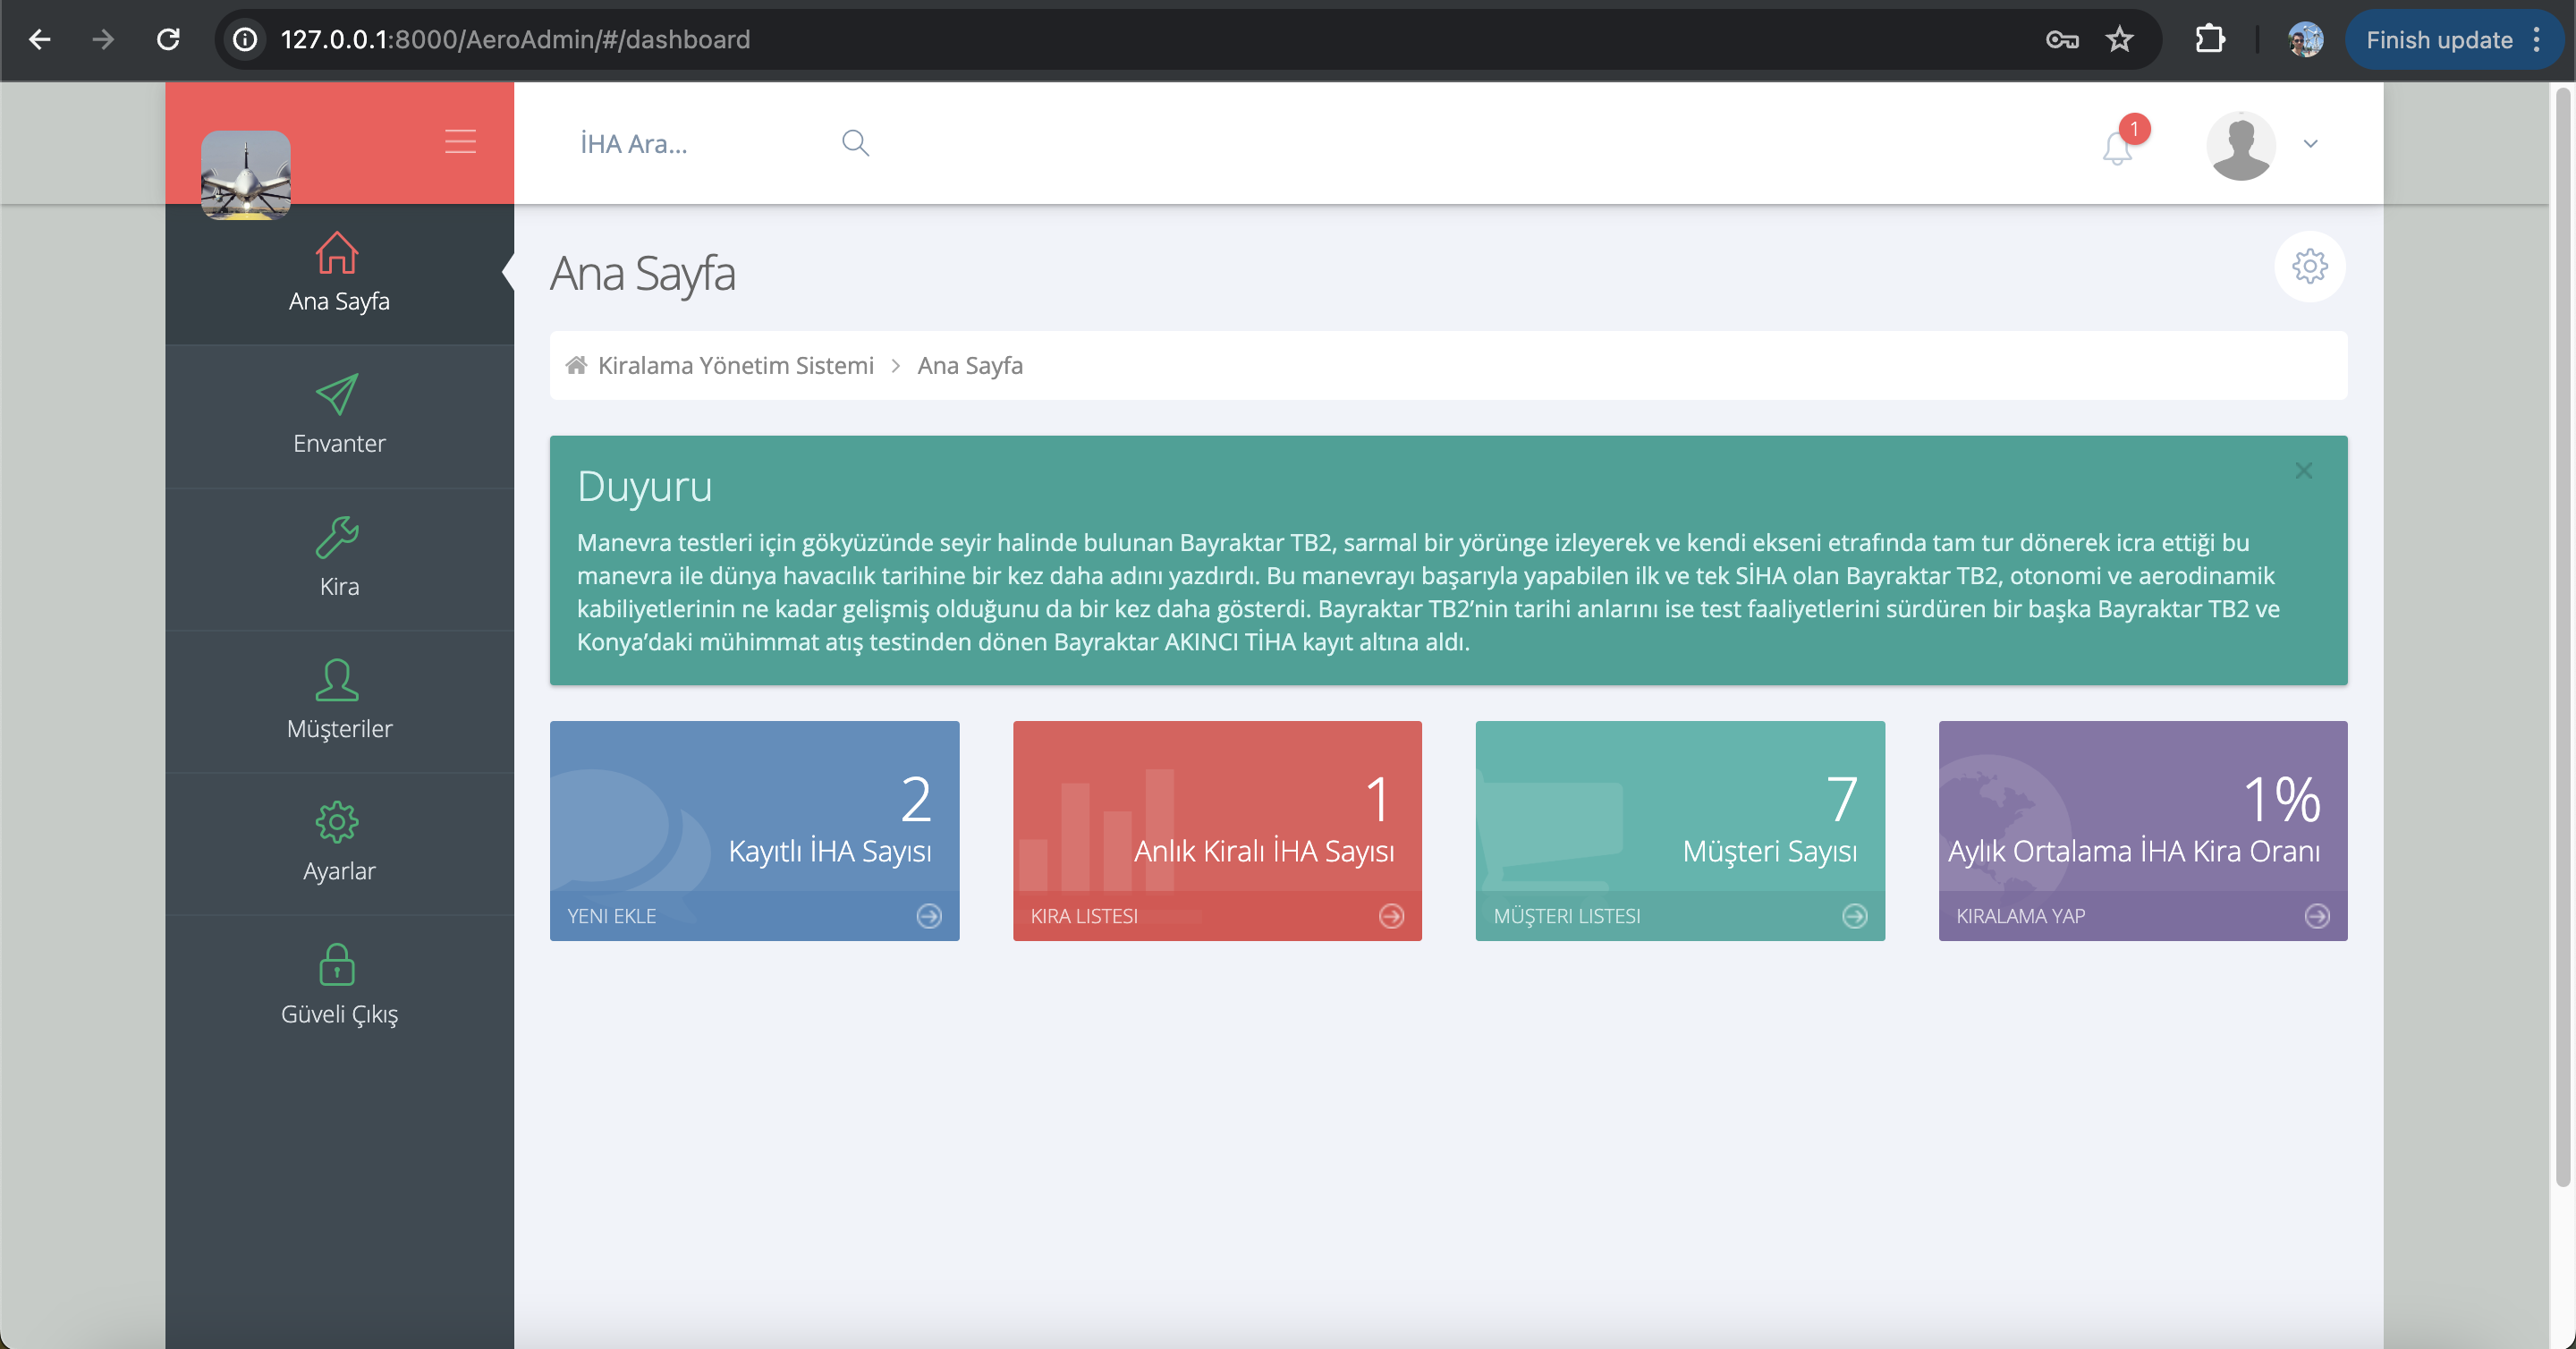 127.0.0.1:8000/AeroAdmin/#/dashboard
Finish update
İHA Ara...
1
Ana Sayfa
Envanter
Kira
Müşteriler
Ayarlar
Güveli Çıkış
Ana Sayfa
Kiralama Yönetim Sistemi > Ana Sayfa
Duyuru
Manevra testleri için gökyüzünde seyir halinde bulunan Bayraktar TB2, sarmal bir yörünge izleyerek ve kendi ekseni etrafında tam tur dönerek icra ettiği bu
manevra ile dünya havacılık tarihine bir kez daha adını yazdırdı. Bu manevrayı başarıyla yapabilen ilk ve tek SİHA olan Bayraktar TB2, otonomi ve aerodinamik
kabiliyetlerinin ne kadar gelişmiş olduğunu da bir kez daha gösterdi. Bayraktar TB2’nin tarihi anlarını ise test faaliyetlerini sürdüren bir başka Bayraktar TB2 ve
Konya’daki mühimmat atış testinden dönen Bayraktar AKINCI TİHA kayıt altına aldı.
2
Kayıtlı İHA Sayısı
YENI EKLE
1
Anlık Kiralı İHA Sayısı
KIRA LISTESI
7
Müşteri Sayısı
MÜŞTERI LISTESI
1%
Aylık Ortalama İHA Kira Oranı
KIRALAMA YAP